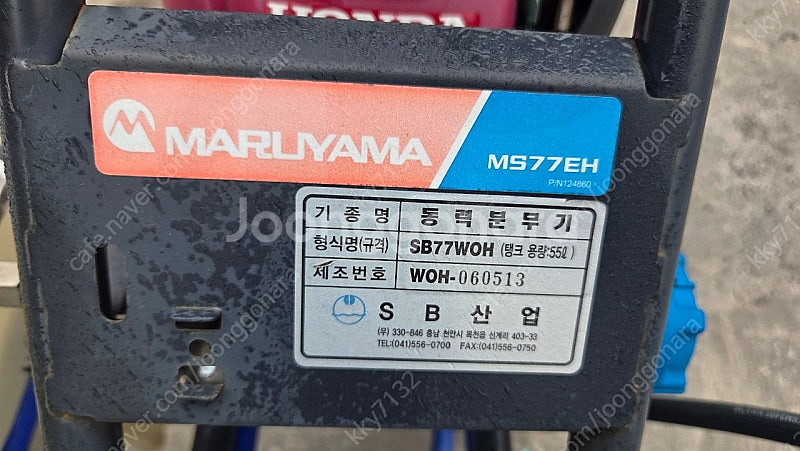 HONDA
MARUYAMA
MS77EH
P/N124860
기 종 명
동력분무기
형식명(규격)
SB77WOH (탱크 용량:55ℓ)
제조번호
WOH-060513
S B 산 업
(우) 330-846 충남 천안시 목천읍 신계리 403-33
TEL:(041)556-0700 FAX:(041)556-0750
Joonggonara
cafe.naver.com/joonggonara
kky7132